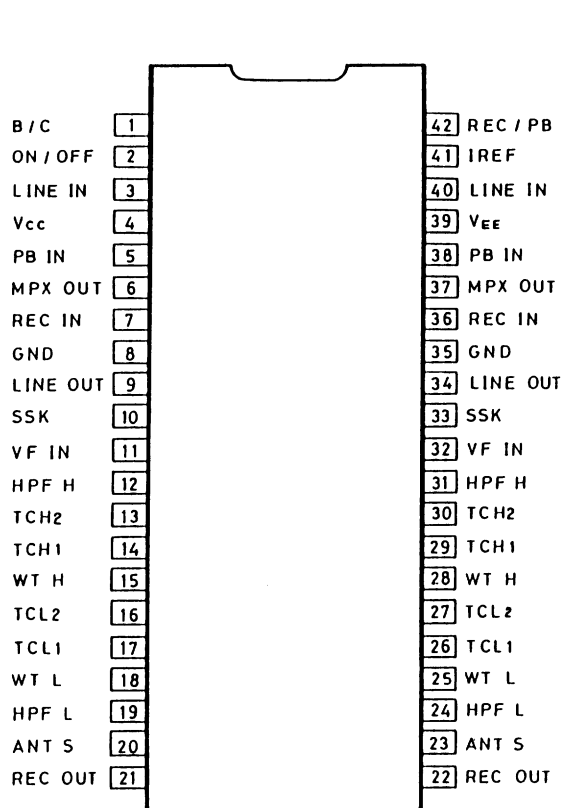 B/C 1 42 REC/PB
ON/OFF 2 41 IREF
LINE IN 3 40 LINE IN
Vcc 4 39 VEE
PB IN 5 38 PB IN
MPX OUT 6 37 MPX OUT
REC IN 7 36 REC IN
GND 8 35 GND
LINE OUT 9 34 LINE OUT
SSK 10 33 SSK
VF IN 11 32 VF IN
HPF H 12 31 HPF H
TCH2 13 30 TCH2
TCH1 14 29 TCH1
WT H 15 28 WT H
TCL2 16 27 TCL2
TCL1 17 26 TCL1
WT L 18 25 WT L
HPF L 19 24 HPF L
ANT S 20 23 ANT S
REC OUT 21 22 REC OUT